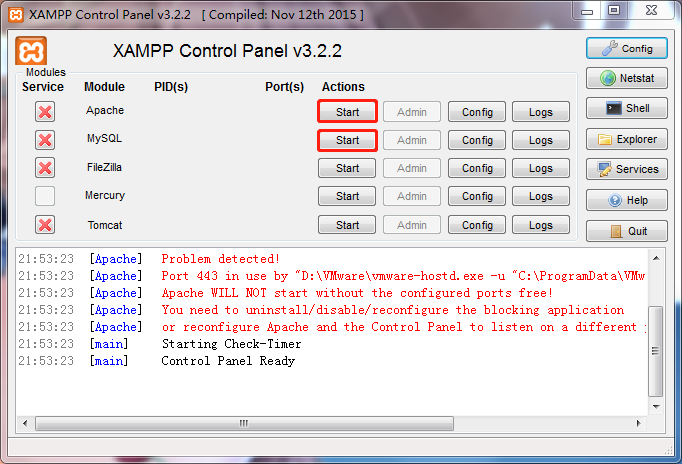 XAMPP Control Panel v3.2.2 [ Compiled: Nov 12th 2015 ]
XAMPP Control Panel v3.2.2
Config
Modules
Service Module PID(s) Port(s) Actions
Netstat
Apache Start Admin Config Logs
Shell
MySQL Start Admin Config Logs
Explorer
FileZilla Start Admin Config Logs
Services
Mercury Start Admin Config Logs
Help
Tomcat Start Admin Config Logs
Quit
21:53:23 [Apache] Problem detected!
21:53:23 [Apache] Port 443 in use by "D:\VMware\vmware-hostd.exe -u "C:\ProgramData\VMw
21:53:23 [Apache] Apache WILL NOT start without the configured ports free!
21:53:23 [Apache] You need to uninstall/disable/reconfigure the blocking application
21:53:23 [Apache] or reconfigure Apache and the Control Panel to listen on a different
21:53:23 [main] Starting Check-Timer
21:53:23 [main] Control Panel Ready